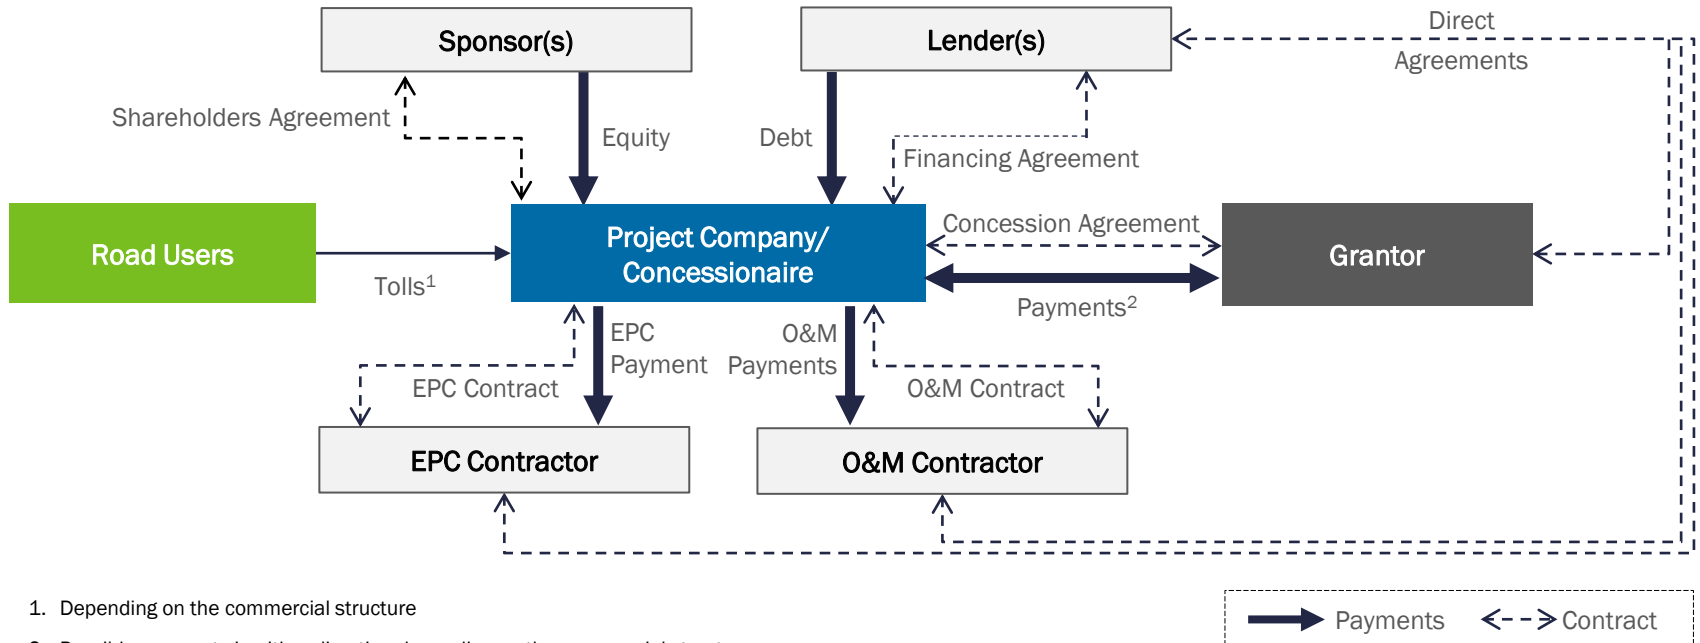 Sponsor(s)
Lender(s)
Direct
Agreements
Shareholders Agreement
Equity
Debt
Financing Agreement
Road Users
Tolls¹
Project Company/
Concessionaire
Concession Agreement
Payments²
Grantor
EPC
Payment
O&M
Payments
EPC Contract
O&M Contract
EPC Contractor
O&M Contractor
1. Depending on the commercial structure
Payments
Contract